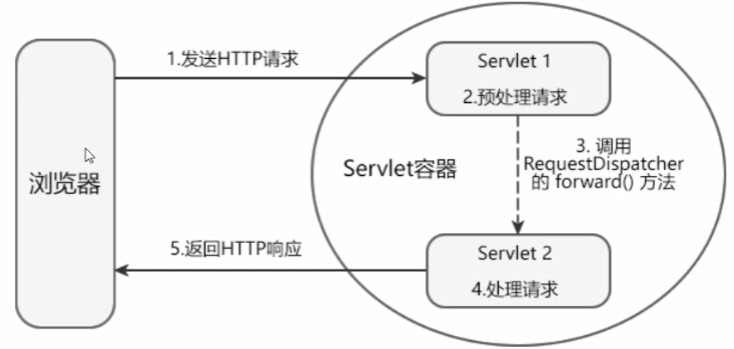 1.发送HTTP请求
Servlet 1
2.预处理请求
浏览器
Servlet容器
3. 调用
RequestDispatcher
的 forward() 方法
5.返回HTTP响应
Servlet 2
4.处理请求